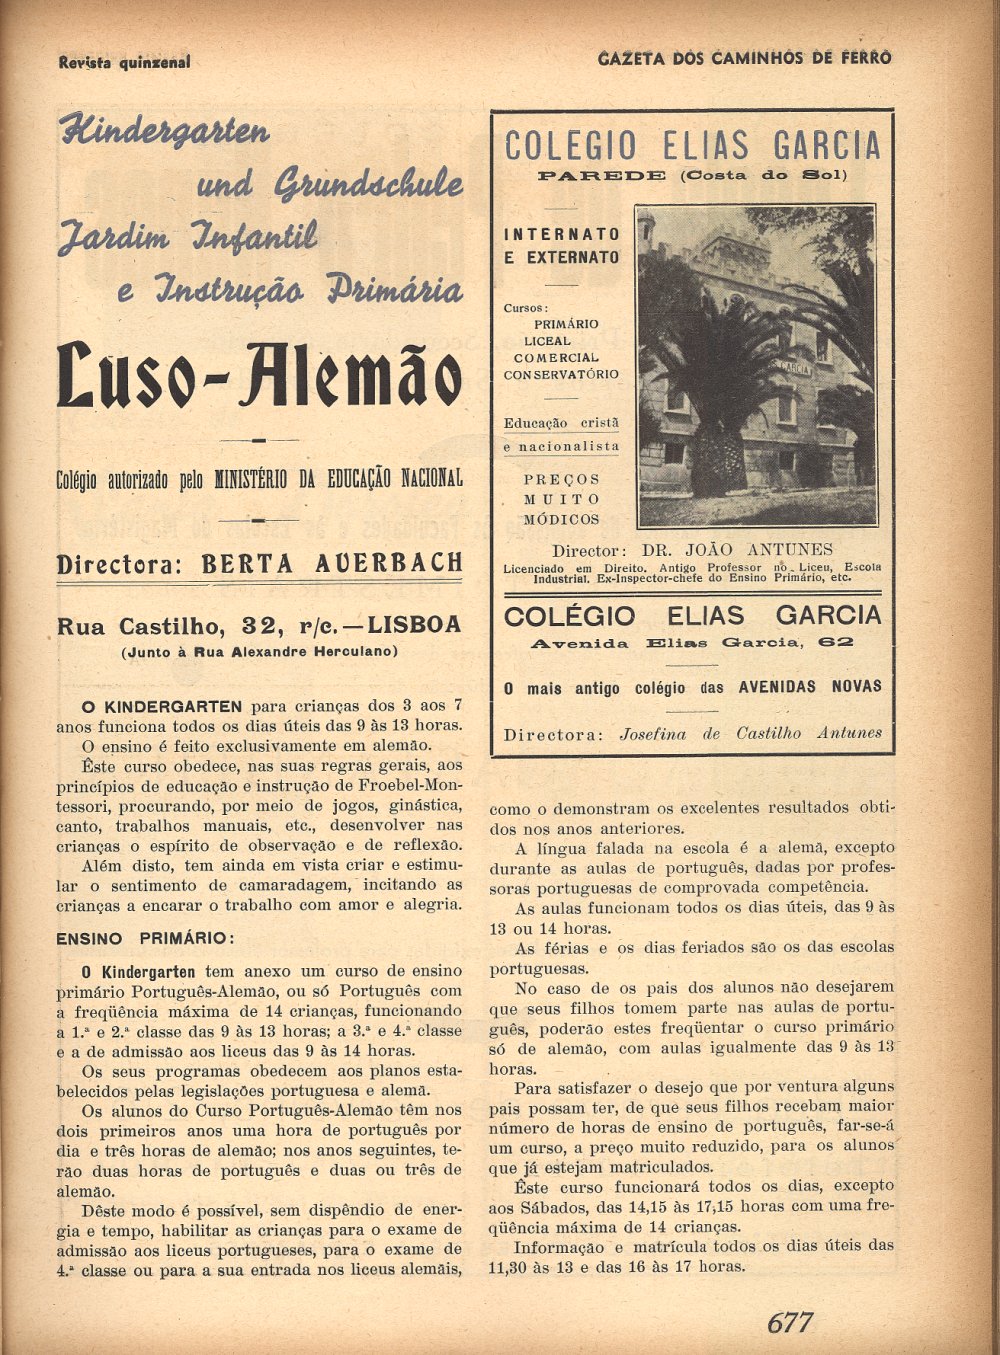 Revista quinzenal
GAZETA DOS CAMINHOS DE FERRO
Kindergarten
und Grundschule
Jardim Infantil
e Instrução Primária
Luso-Alemão
Colégio autorizado pelo MINISTÉRIO DA EDUCAÇÃO NACIONAL
Directora: BERTA AUERBACH
Rua Castilho, 32, r/c. — LISBOA
(Junto à Rua Alexandre Herculano)
O KINDERGARTEN para crianças dos 3 aos 7
anos funciona todos os dias úteis das 9 às 13 horas.
O ensino é feito exclusivamente em alemão.
Êste curso obedece, nas suas regras gerais, aos
princípios de educação e instrução de Froebel-Mon-
tessori, procurando, por meio de jogos, ginástica,
canto, trabalhos manuais, etc., desenvolver nas
crianças o espírito de observação e de reflexão.
Além disto, tem ainda em vista criar e estimu-
lar o sentimento de camaradagem, incitando as
crianças a encarar o trabalho com amor e alegria.
ENSINO PRIMÁRIO:
O Kindergarten tem anexo um curso de ensino
primário Português-Alemão, ou só Português com
a freqüência máxima de 14 crianças, funcionando
a 1.ª e 2.ª classe das 9 às 13 horas; a 3.ª e 4.ª classe
e a de admissão aos liceus das 9 às 14 horas.
Os seus programas obedecem aos planos esta-
belecidos pelas legislações portuguesa e alemã.
Os alunos do Curso Português-Alemão têm nos
dois primeiros anos uma hora de português por
dia e três horas de alemão; nos anos seguintes, te-
rão duas horas de português e duas ou três de
alemão.
Dêste modo é possível, sem dispêndio de ener-
gia e tempo, habilitar as crianças para o exame de
admissão aos liceus portugueses, para o exame de
4.ª classe ou para a sua entrada nos liceus alemãis,
COLEGIO ELIAS GARCIA
PAREDE (Costa do Sol)
INTERNATO
E EXTERNATO
Cursos:
PRIMÁRIO
LICEAL
COMERCIAL
CONSERVATÓRIO
Educação cristã
e nacionalista
PREÇOS
MUITO
MÓDICOS
GARCIA
Director: DR. JOÃO ANTUNES
Licenciado em Direito. Antigo Professor no Liceu, Escola
Industrial. Ex-Inspector-chefe do Ensino Primário, etc.
COLÉGIO ELIAS GARCIA
Avenida Elias Garcia, 62
O mais antigo colégio das AVENIDAS NOVAS
Directora: Josefina de Castilho Antunes
como o demonstram os excelentes resultados obti-
dos nos anos anteriores.
A língua falada na escola é a alemã, excepto
durante as aulas de português, dadas por profes-
soras portuguesas de comprovada competência.
As aulas funcionam todos os dias úteis, das 9 às
13 ou 14 horas.
As férias e os dias feriados são os das escolas
portuguesas.
No caso de os pais dos alunos não desejarem
que seus filhos tomem parte nas aulas de portu-
guês, poderão estes freqüentar o curso primário
só de alemão, com aulas igualmente das 9 às 13
horas.
Para satisfazer o desejo que por ventura alguns
pais possam ter, de que seus filhos recebam maior
número de horas de ensino de português, far-se-á
um curso, a preço muito reduzido, para os alunos
que já estejam matriculados.
Êste curso funcionará todos os dias, excepto
aos Sábados, das 14,15 às 17,15 horas com uma fre-
qüência máxima de 14 crianças.
Informação e matrícula todos os dias úteis das
11,30 às 13 e das 16 às 17 horas.
677